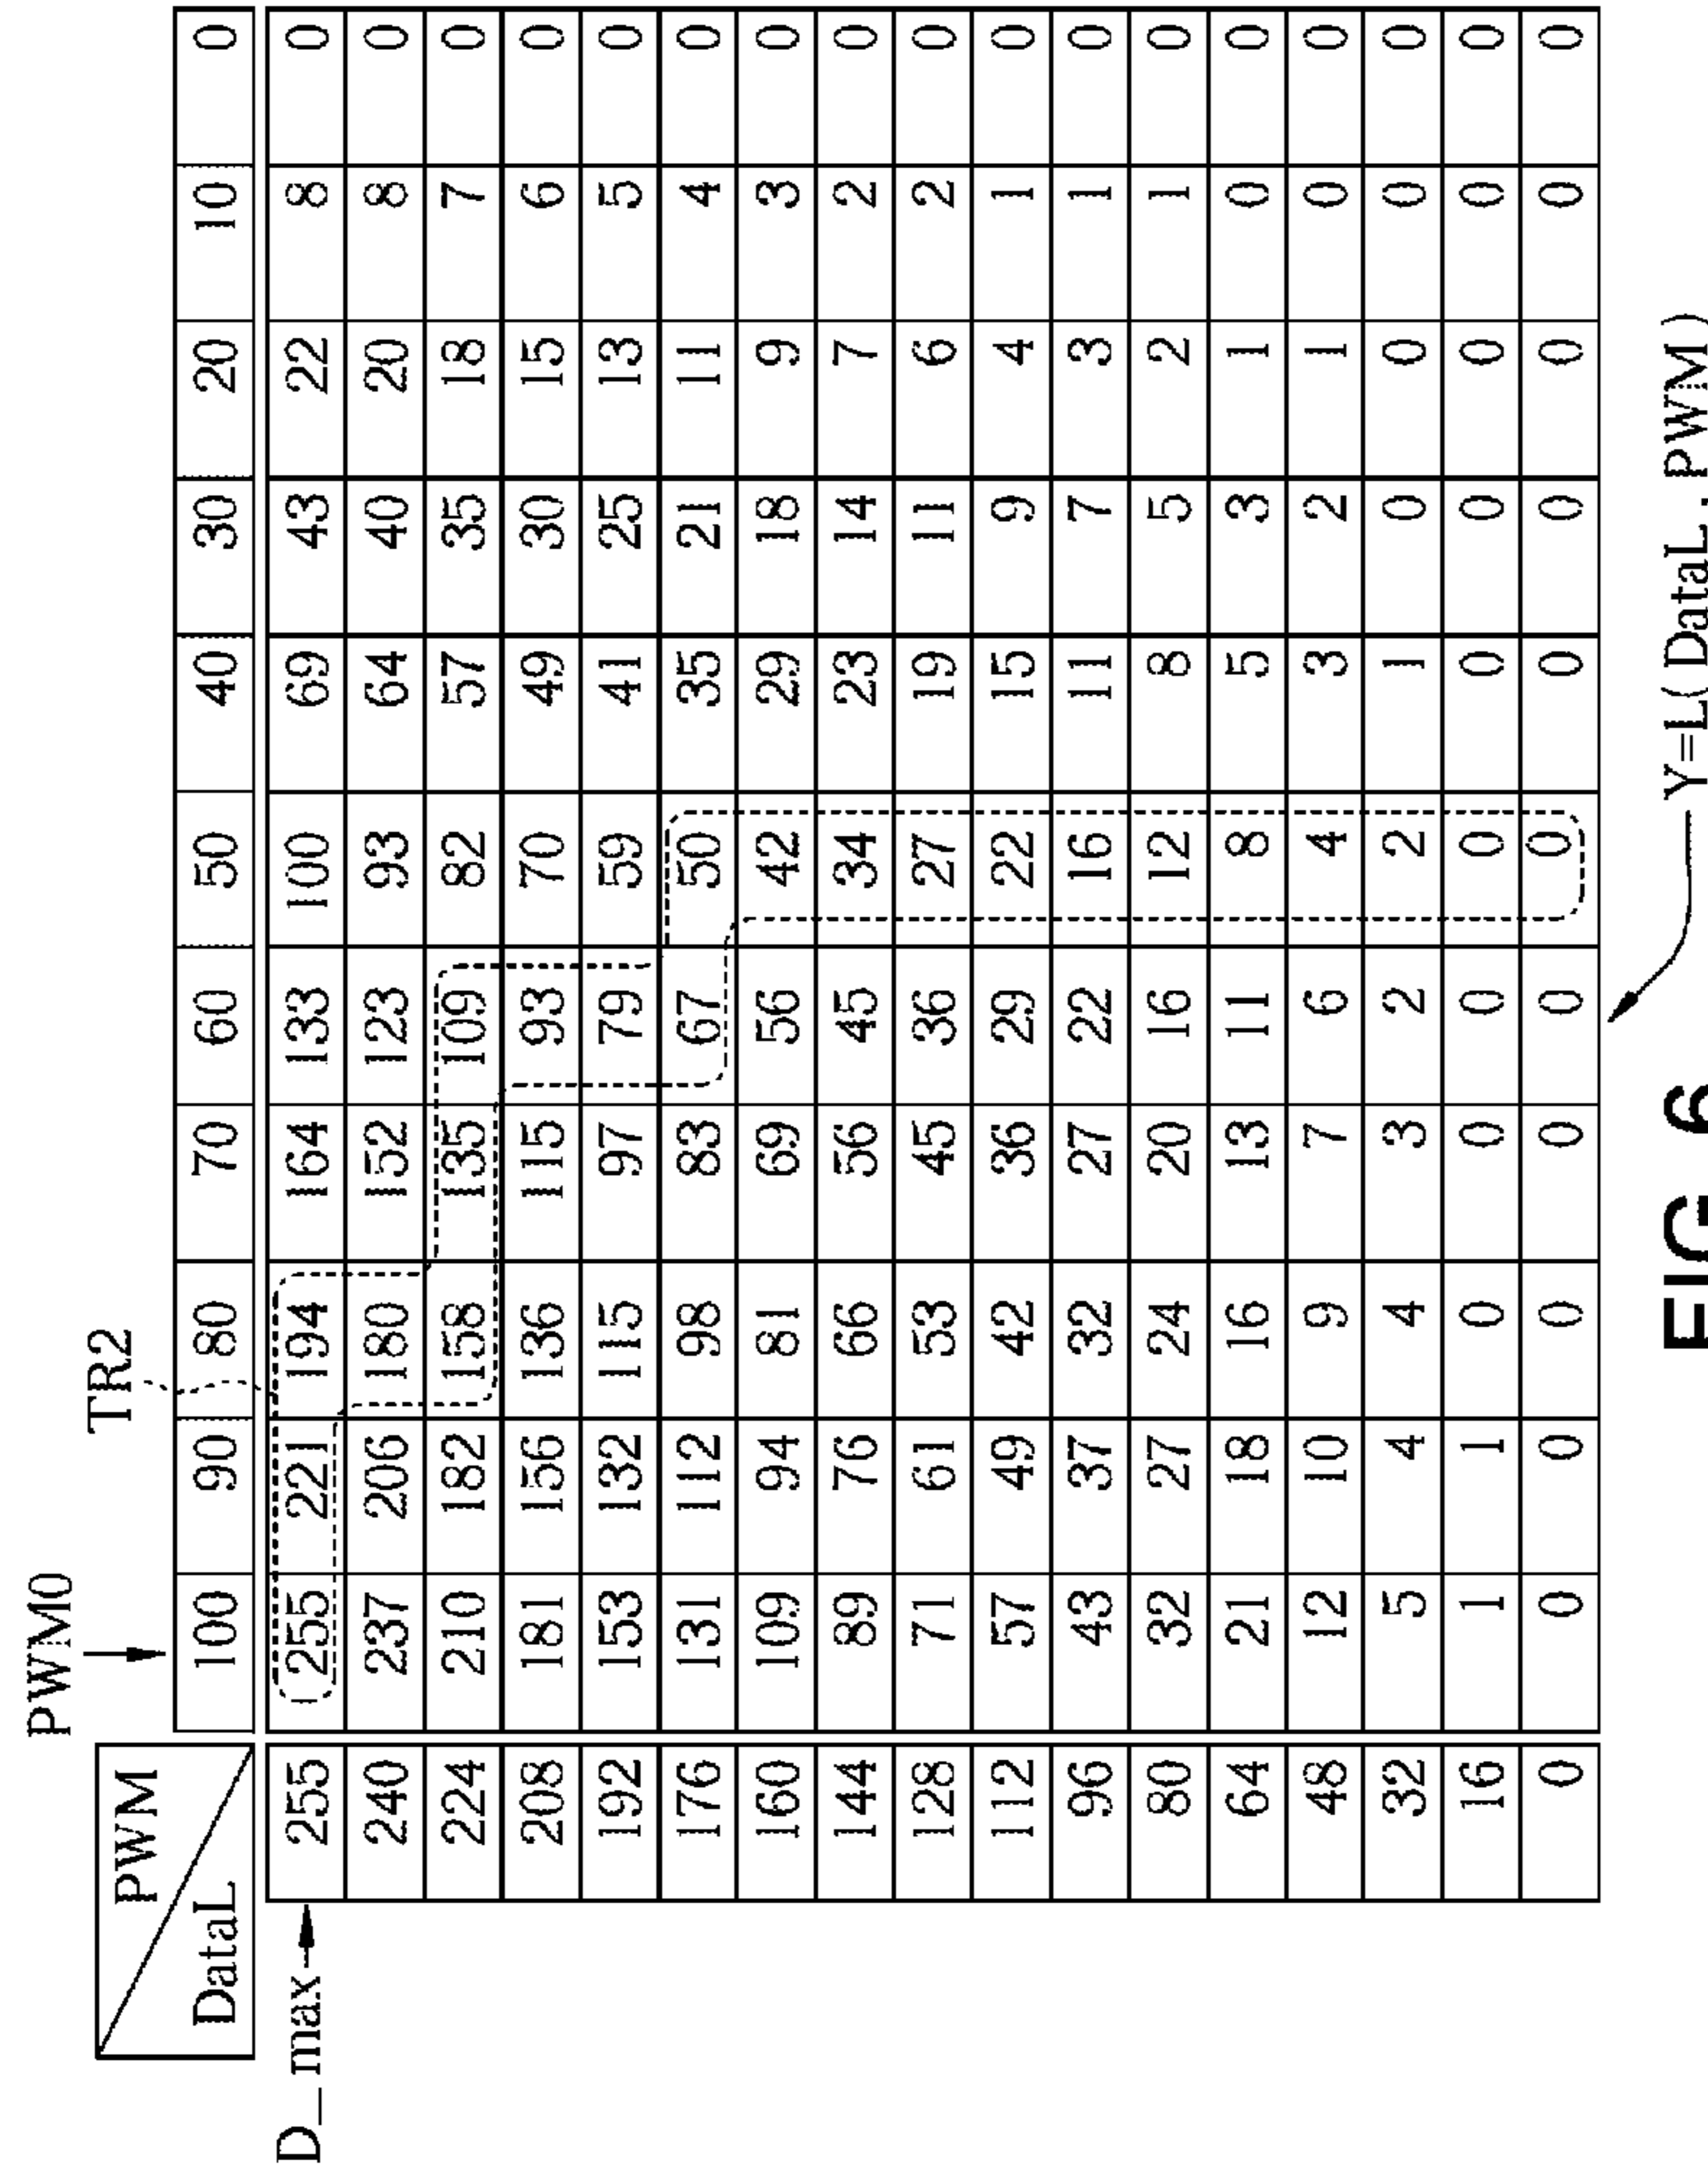 PWM0
TR2
PWM
DataL
100 90 80 70 60 50 40 30 20 10 0
D_max
255 255 221 194 164 133 100 69 43 22 8 0
240 237 206 180 152 123 93 64 40 20 8 0
224 210 182 158 135 109 82 57 35 18 7 0
208 181 156 136 115 93 70 49 30 15 6 0
192 153 132 115 97 79 59 41 25 13 5 0
176 131 112 98 83 67 50 35 21 11 4 0
160 109 94 81 69 56 42 29 18 9 3 0
144 89 76 66 56 45 34 23 14 7 2 0
128 71 61 53 45 36 27 19 11 6 2 0
112 57 49 42 36 29 22 15 9 4 1 0
96 43 37 32 27 22 16 11 7 3 1 0
80 32 27 24 20 16 12 8 5 2 1 0
64 21 18 16 13 11 8 5 3 1 0 0
48 12 10 9 7 6 4 3 2 1 0 0
32 5 4 4 3 2 2 1 0 0 0 0
16 1 1 0 0 0 0 0 0 0 0 0
0 0 0 0 0 0 0 0 0 0 0 0
Y=L(DataL,PWM)
FIG. 6